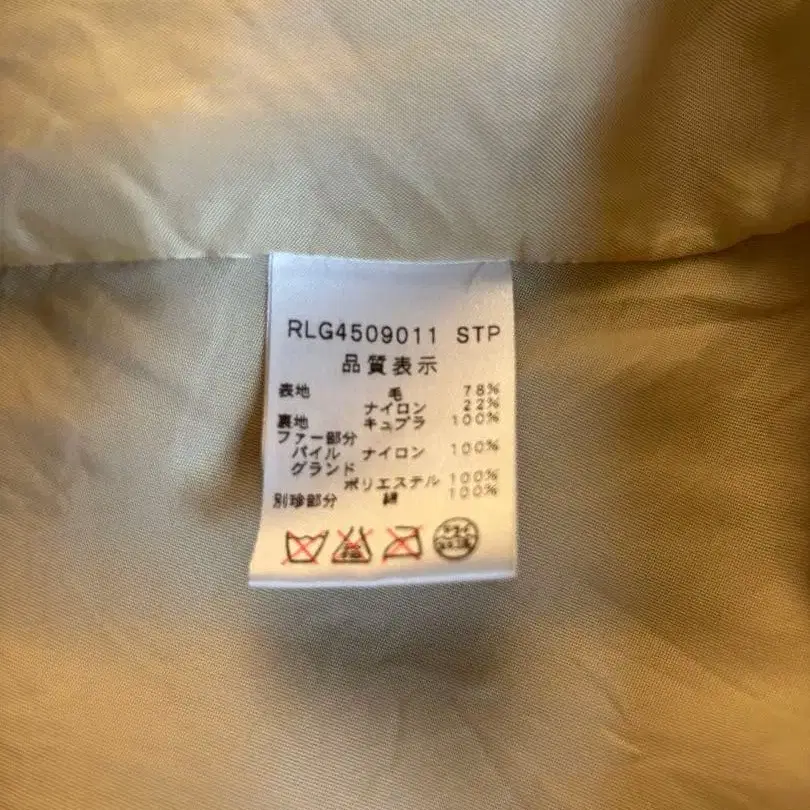 RLG4509011 STP
品質表示
表地 毛 78%
ナイロン 22%
裏地 キュプラ 100%
ファー部分
パイル ナイロン 100%
グランド
ポリエステル 100%
別珍部分 綿 100%